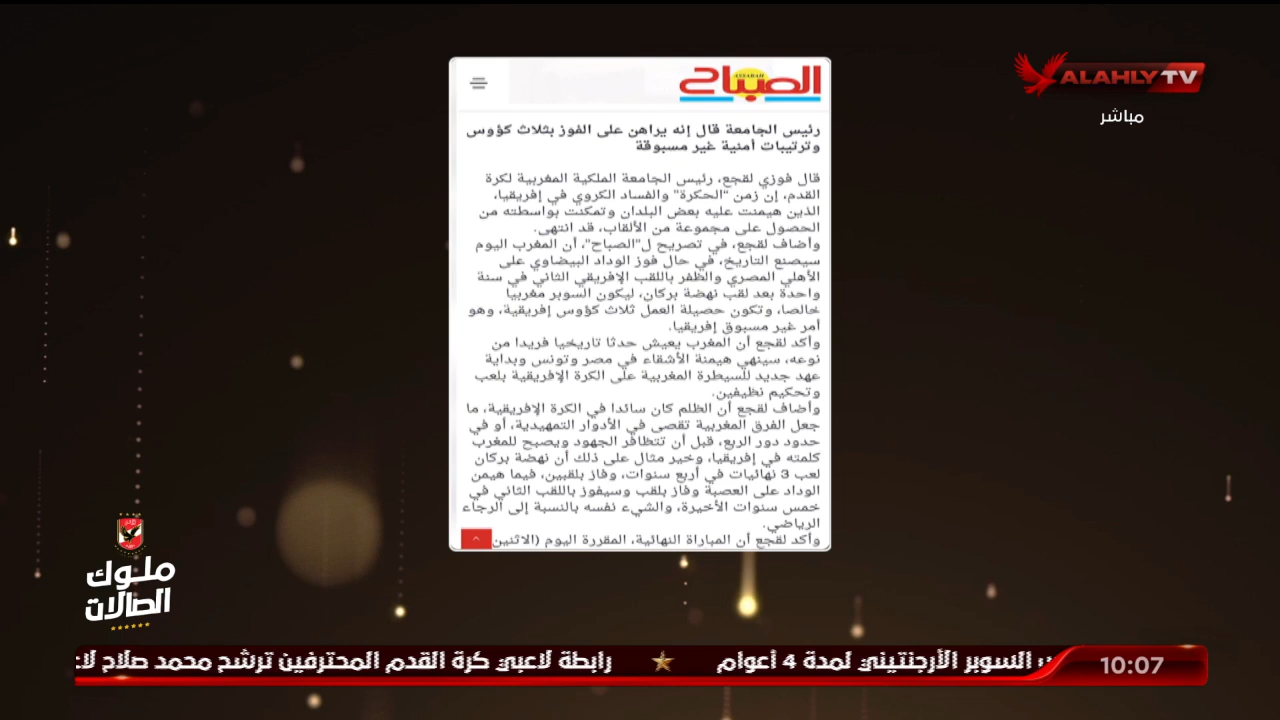 الصباح
ASSABAH
ALAHLY TV
مباشر
رئيس الجامعة قال إنه يراهن على الفوز بثلاث كؤوس
وترتيبات أمنية غير مسبوقة
قال فوزي لقجع، رئيس الجامعة الملكية المغربية لكرة
القدم، إن زمن "الحكرة" والفساد الكروي في إفريقيا،
الذين هيمنت عليه بعض البلدان وتمكنت بواسطته من
الحصول على مجموعة من الألقاب، قد انتهى.
وأضاف لقجع، في تصريح ل"الصباح"، أن المغرب اليوم
سيصنع التاريخ، في حال فوز الوداد البيضاوي على
الأهلي المصري والظفر باللقب الإفريقي الثاني في سنة
واحدة بعد لقب نهضة بركان، ليكون السوبر مغربيا
خالصا، وتكون حصيلة العمل ثلاث كؤوس إفريقية، وهو
أمر غير مسبوق إفريقيا.
وأكد لقجع أن المغرب يعيش حدثا تاريخيا فريدا من
نوعه، سينهي هيمنة الأشقاء في مصر وتونس وبداية
عهد جديد للسيطرة المغربية على الكرة الإفريقية بلعب
وتحكيم نظيفين.
وأضاف لقجع أن الظلم كان سائدا في الكرة الإفريقية، ما
جعل الفرق المغربية تقصى في الأدوار التمهيدية، أو في
حدود دور الربع، قبل أن تتظافر الجهود ويصبح للمغرب
كلمته في إفريقيا، وخير مثال على ذلك أن نهضة بركان
لعب 3 نهائيات في أربع سنوات، وفاز بلقبين، فيما هيمن
الوداد على العصبة وفاز بلقب وسيفوز باللقب الثاني في
خمس سنوات الأخيرة، والشيء نفسه بالنسبة إلى الرجاء
الرياضي.
وأكد لقجع أن المباراة النهائية، المقررة اليوم (الاثنين
ملوك
الصالات
السوبر الأرجنتيني لمدة 4 أعوام
رابطة لاعبي كرة القدم المحترفين ترشح محمد صلاح
10:07